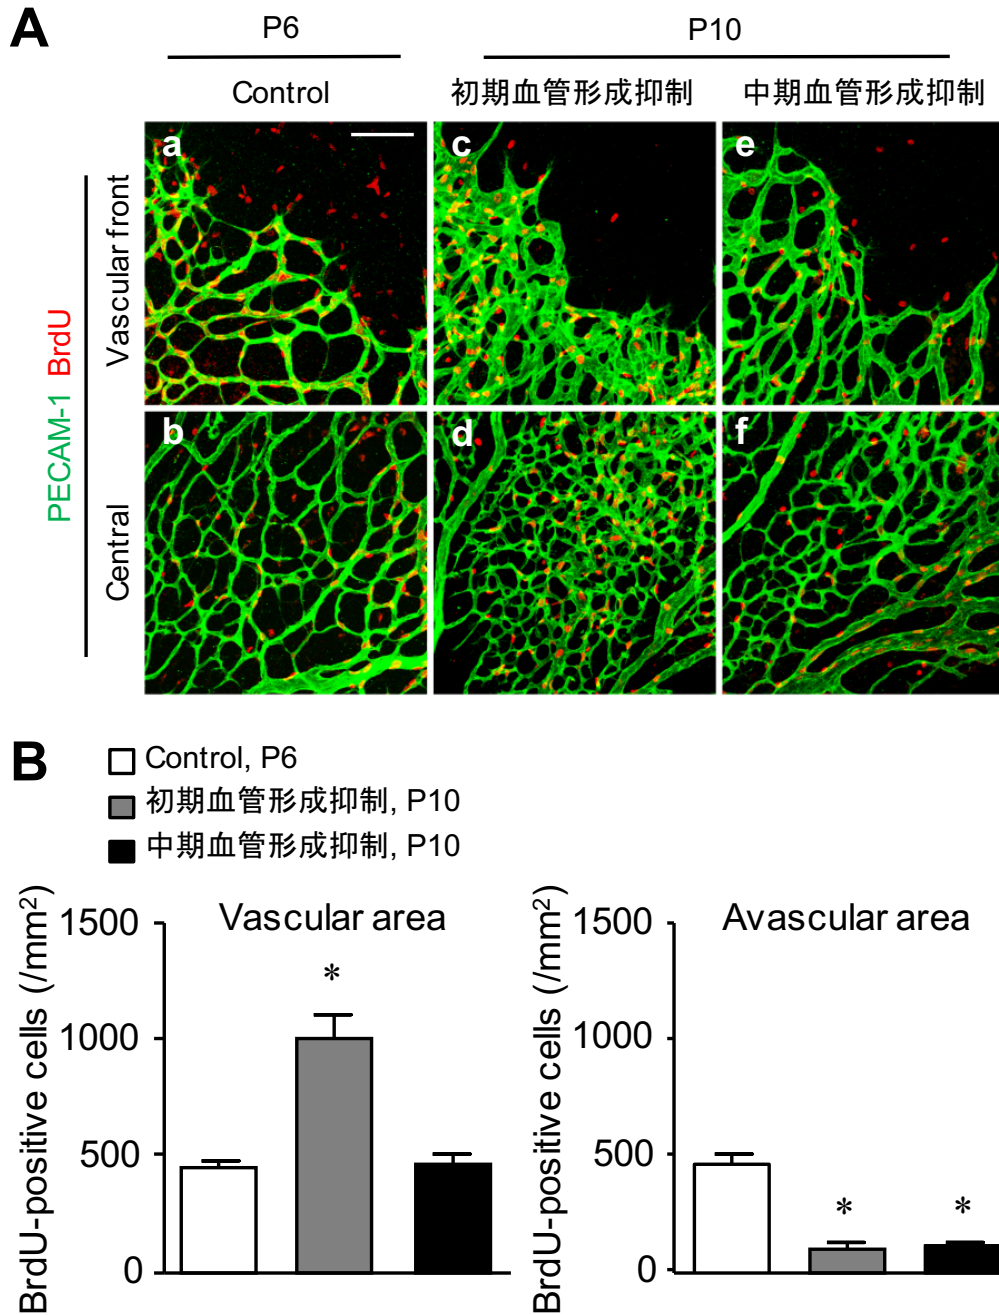 A
P6
P10
Control
初期血管形成抑制
中期血管形成抑制
PECAM-1 BrdU
Vascular front
Central
a
c
e
b
d
f
B
Control, P6
初期血管形成抑制, P10
中期血管形成抑制, P10
BrdU-positive cells (/mm²)
Vascular area
1500
1000
500
0
*
BrdU-positive cells (/mm²)
Avascular area
1500
1000
500
0
*
*